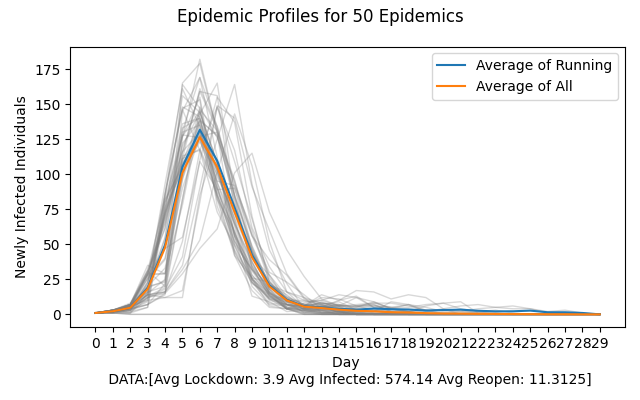 Epidemic Profiles for 50 Epidemics
Average of Running
Average of All
Newly Infected Individuals
175
150
125
100
75
50
25
0
0 1 2 3 4 5 6 7 8 9 10 11 12 13 14 15 16 17 18 19 20 21 22 23 24 25 26 27 28 29
Day
DATA:[Avg Lockdown: 3.9 Avg Infected: 574.14 Avg Reopen: 11.3125]